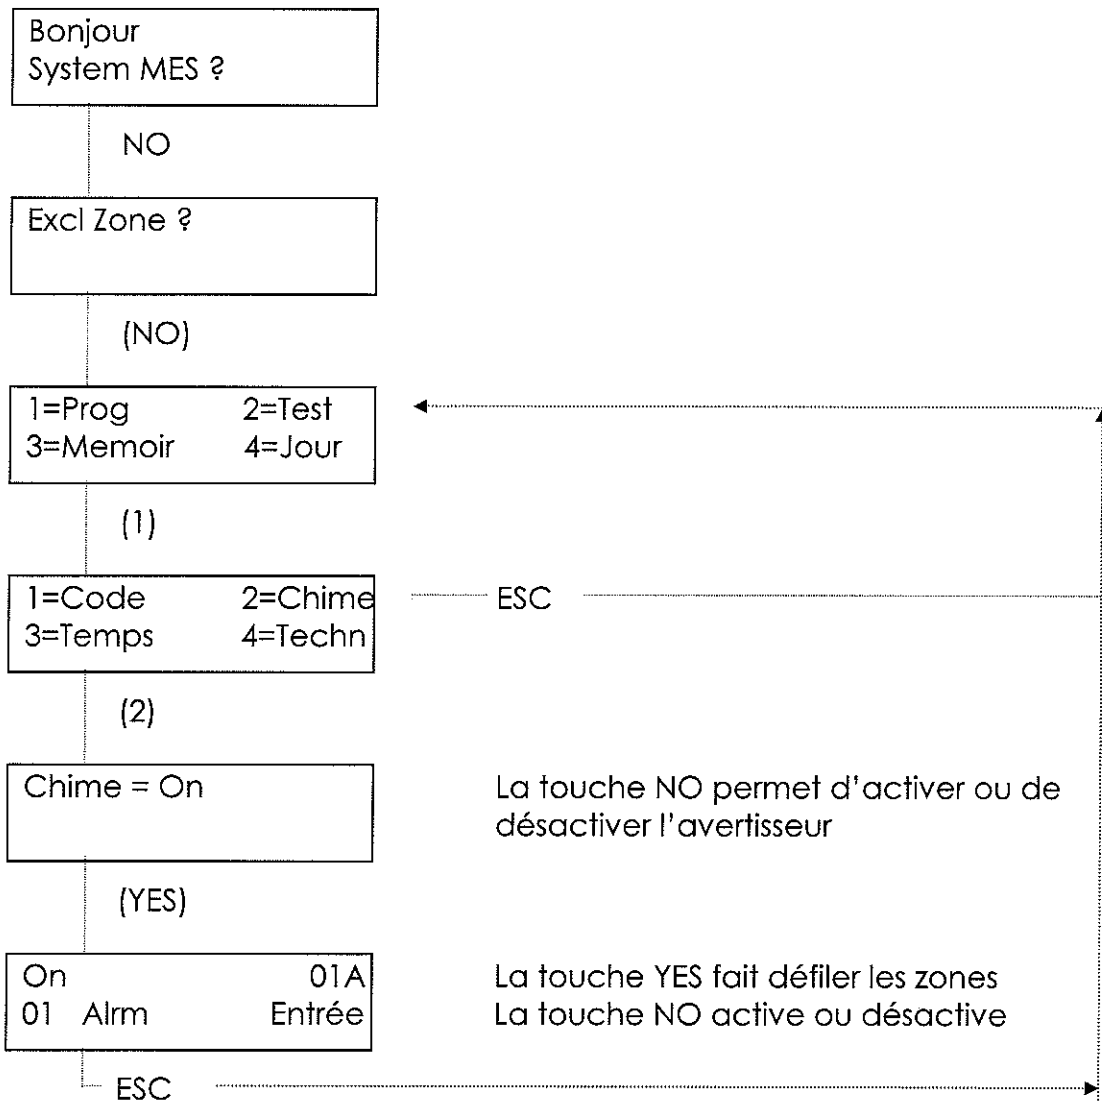 Bonjour
System MES ?
NO
Excl Zone ?
(NO)
1=Prog 2=Test
3=Memoir 4=Jour
(1)
1=Code 2=Chime
3=Temps 4=Techn
ESC
(2)
Chime = On
La touche NO permet d'activer ou de
désactiver l'avertisseur
(YES)
On 01A
01 Alrm Entrée
La touche YES fait défiler les zones
La touche NO active ou désactive
ESC